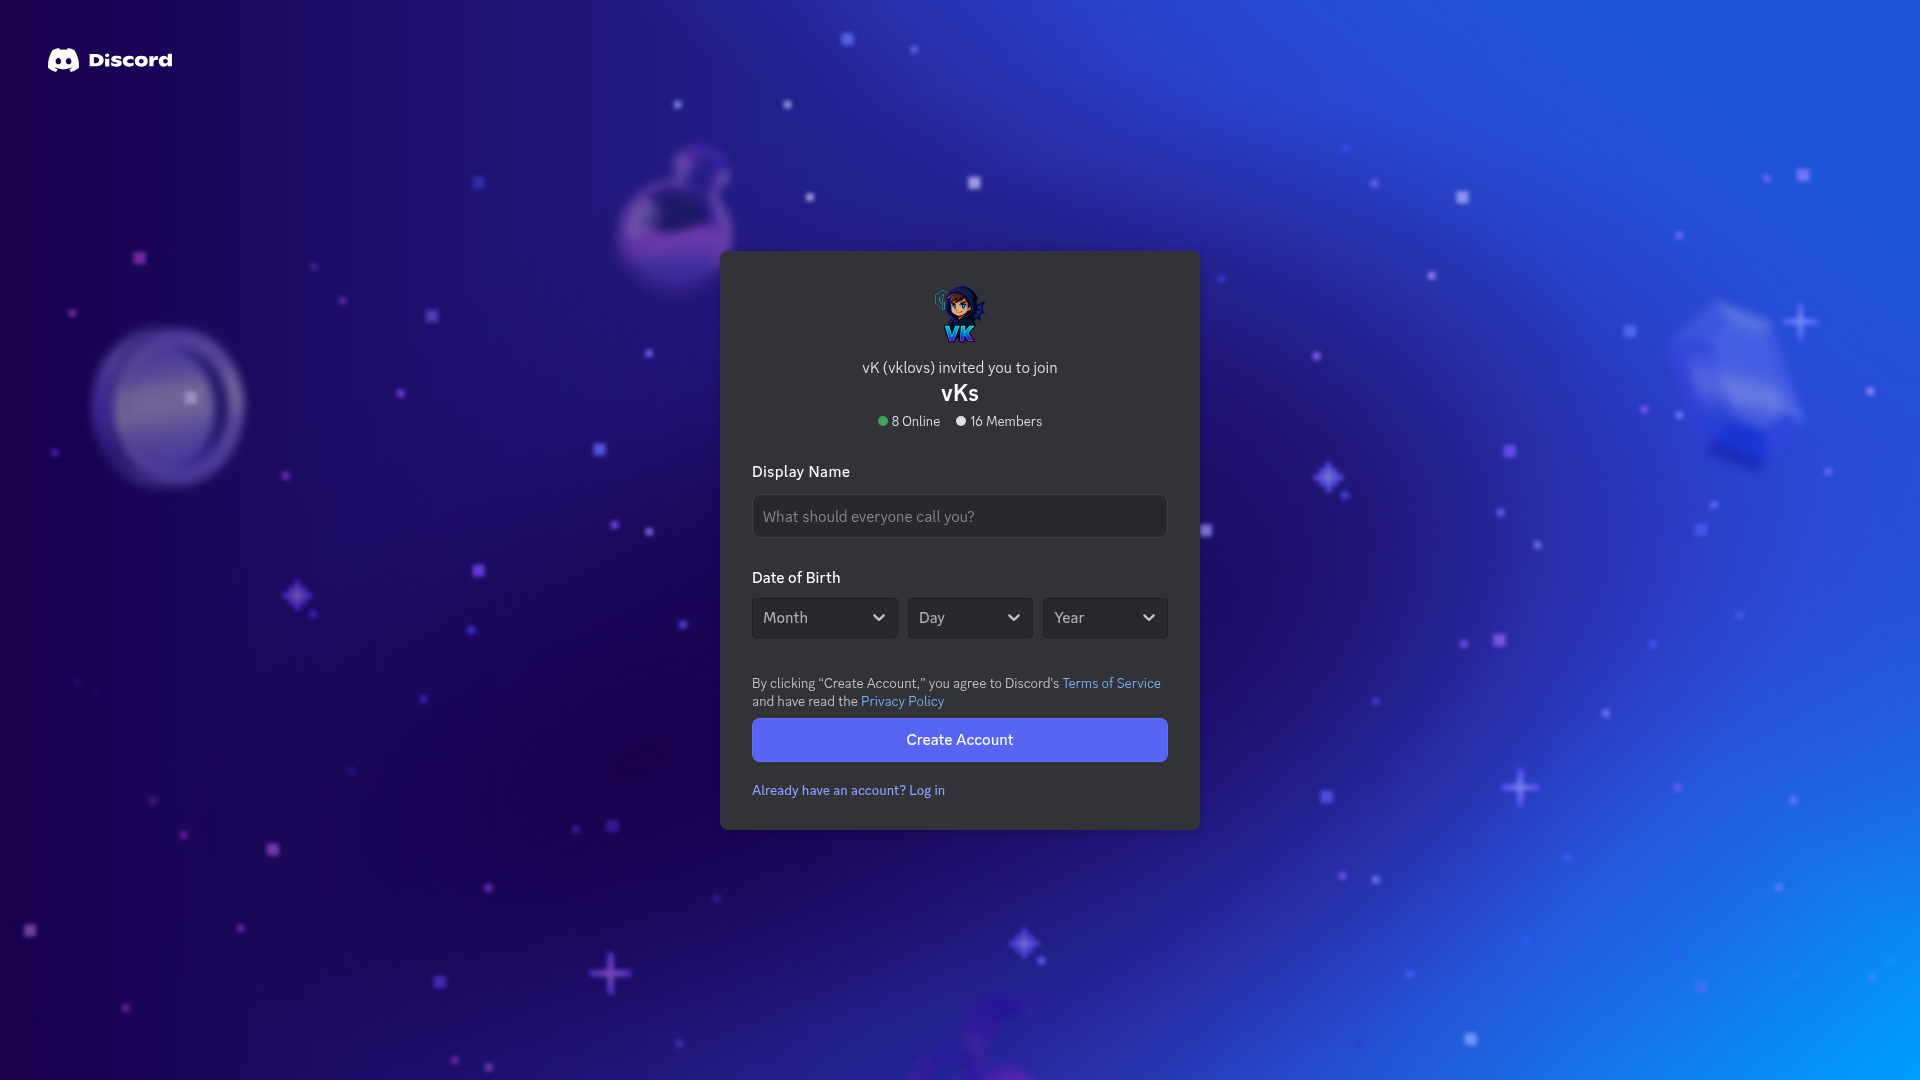 Discord
VK
vK (vklovs) invited you to join
vKs
8 Online 16 Members
Display Name
What should everyone call you?
Date of Birth
Month Day Year
By clicking “Create Account,” you agree to Discord's Terms of Service
and have read the Privacy Policy
Create Account
Already have an account? Log in